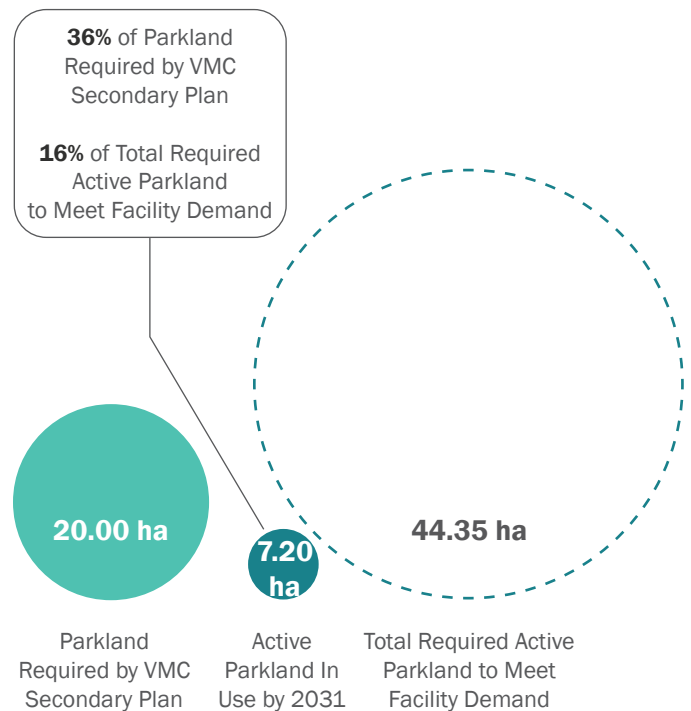 36% of Parkland
Required by VMC
Secondary Plan
16% of Total Required
Active Parkland
to Meet Facility Demand
20.00 ha
7.20
ha
44.35 ha
Parkland
Required by VMC
Secondary Plan
Active
Parkland In
Use by 2031
Total Required Active
Parkland to Meet
Facility Demand